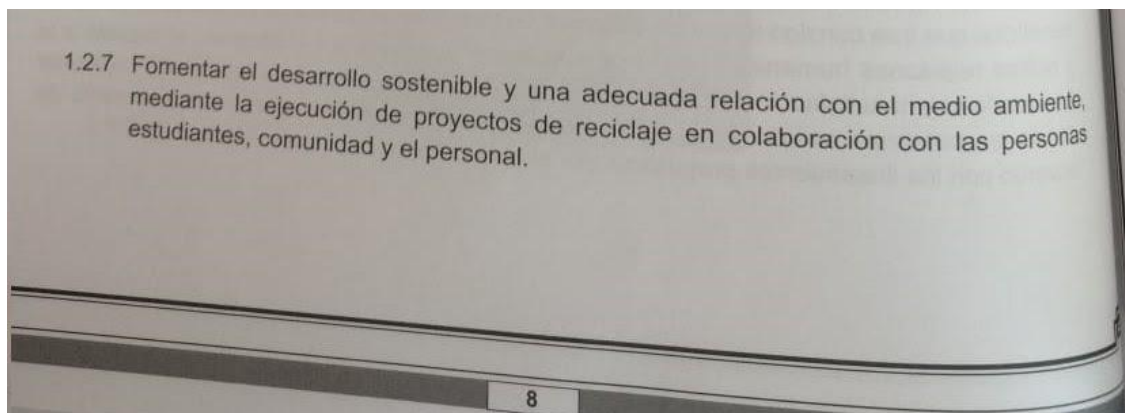 1.2.7 Fomentar el desarrollo sostenible y una adecuada relación con el medio ambiente,
mediante la ejecución de proyectos de reciclaje en colaboración con las personas
estudiantes, comunidad y el personal.
8